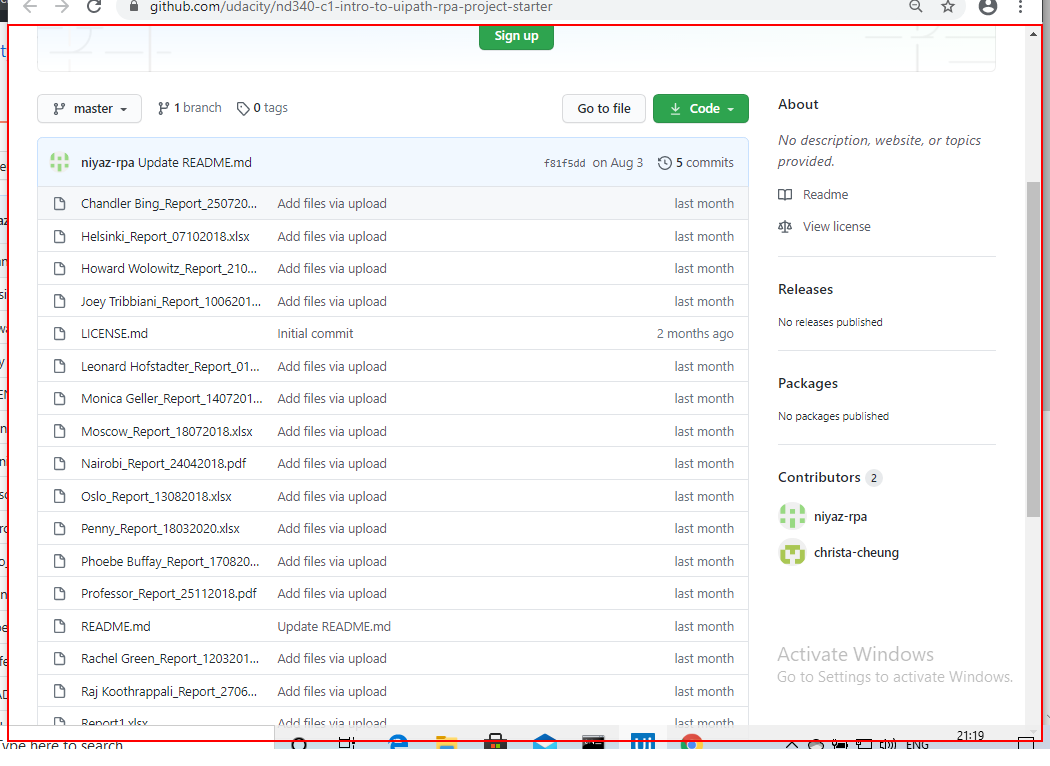 github.com/udacity/nd340-c1-intro-to-uipath-rpa-project-starter
Sign up
master 1 branch 0 tags Go to file Code
niyaz-rpa Update README.md f81f5dd on Aug 3 5 commits
Chandler Bing_Report_250720... Add files via upload last month
Helsinki_Report_07102018.xlsx Add files via upload last month
Howard Wolowitz_Report_210... Add files via upload last month
Joey Tribbiani_Report_1006201... Add files via upload last month
LICENSE.md Initial commit 2 months ago
Leonard Hofstadter_Report_01... Add files via upload last month
Monica Geller_Report_1407201... Add files via upload last month
Moscow_Report_18072018.xlsx Add files via upload last month
Nairobi_Report_24042018.pdf Add files via upload last month
Oslo_Report_13082018.xlsx Add files via upload last month
Penny_Report_18032020.xlsx Add files via upload last month
Phoebe Buffay_Report_170820... Add files via upload last month
Professor_Report_25112018.pdf Add files via upload last month
README.md Update README.md last month
Rachel Green_Report_1203201... Add files via upload last month
Raj Koothrappali_Report_2706... Add files via upload last month
Report1.xlsx Add files via upload last month
About
No description, website, or topics
provided.
Readme
View license
Releases
No releases published
Packages
No packages published
Contributors 2
niyaz-rpa
christa-cheung
Activate Windows
Go to Settings to activate Windows.
ype here to search
ENG
21:19